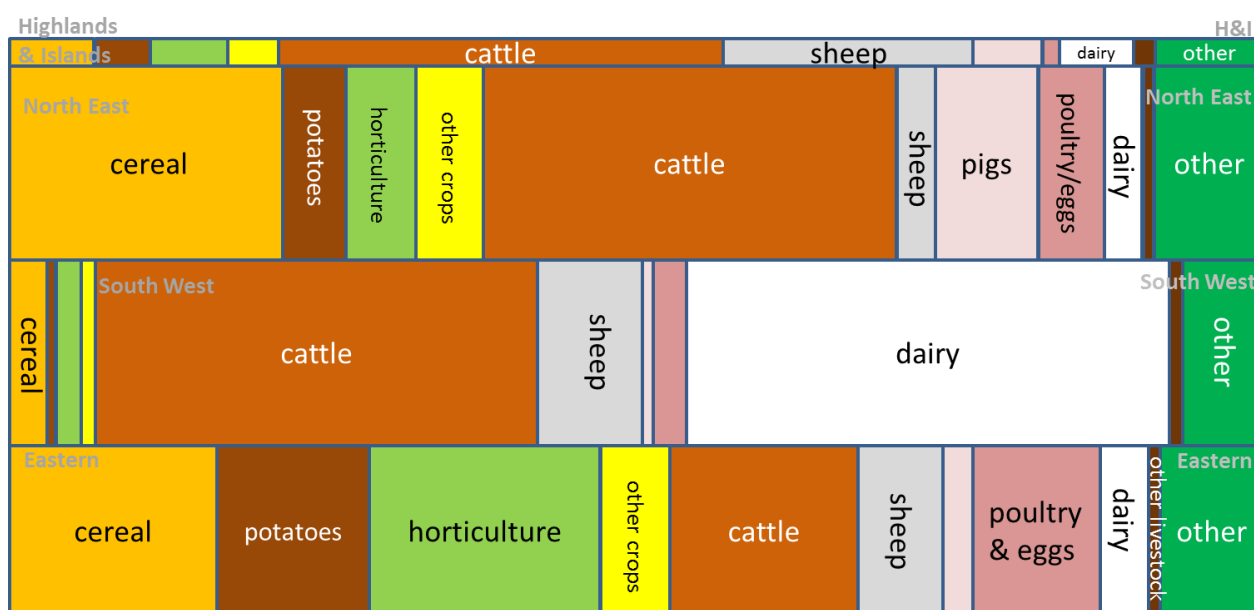 Highlands
& Islands
H&I
cattle
sheep
dairy
other
North East
North East
cereal
potatoes
horticulture
other crops
cattle
sheep
pigs
poultry/eggs
dairy
other
South West
South West
cereal
cattle
sheep
dairy
other
Eastern
Eastern
cereal
potatoes
horticulture
other crops
cattle
sheep
poultry
& eggs
dairy
other livestock
other